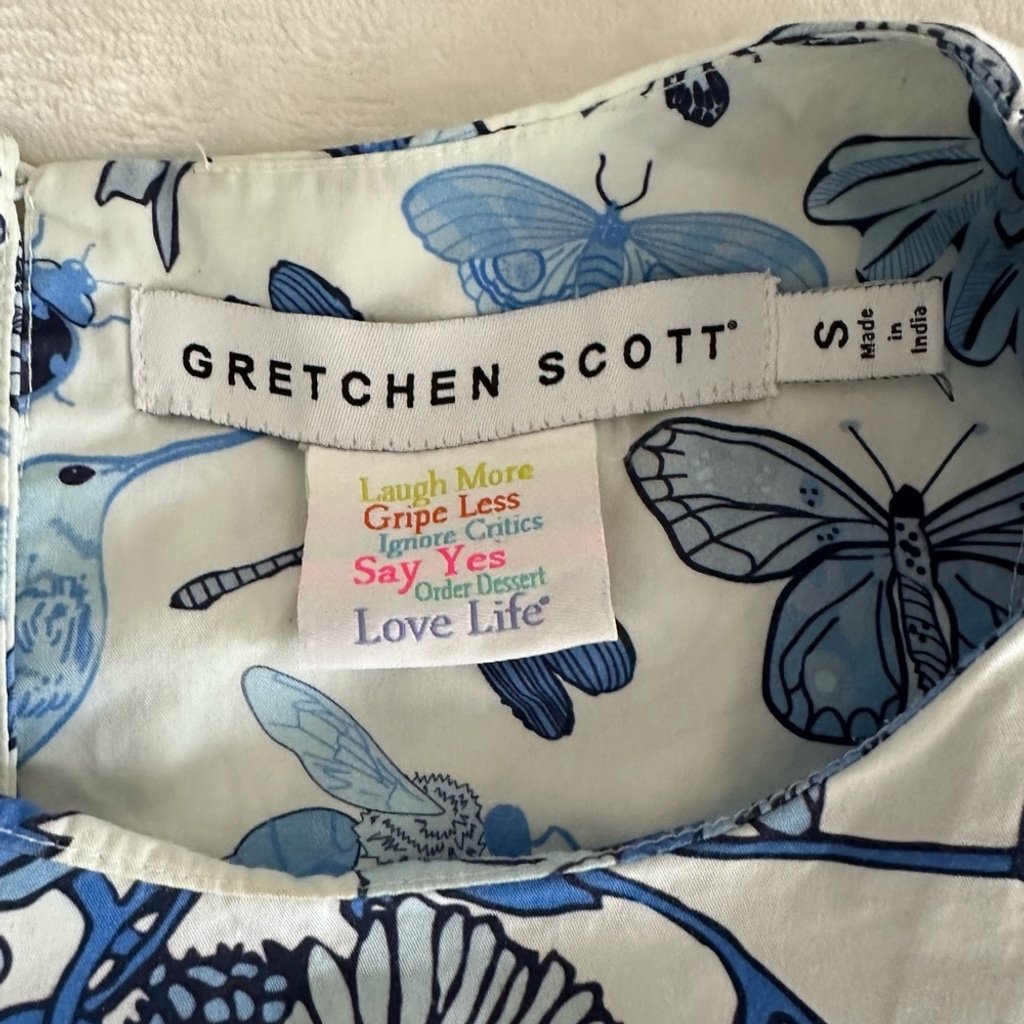 GRETCHEN SCOTT®
S
Made
in
India
Laugh More
Gripe Less
Ignore Critics
Say Yes
Order Dessert
Love Life®